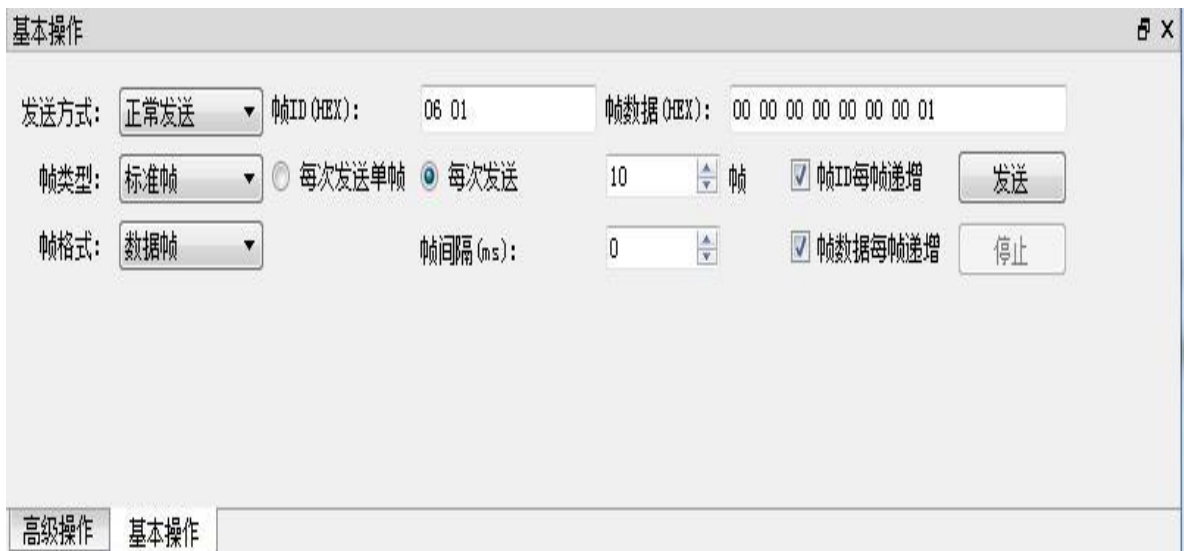 基本操作
发送方式: 正常发送 帧ID(HEX): 06 01 帧数据(HEX): 00 00 00 00 00 00 00 01
帧类型: 标准帧 每次发送单帧 每次发送 10 帧 帧ID每帧递增 发送
帧格式: 数据帧 帧间隔(ms): 0 帧数据每帧递增 停止
高级操作 基本操作